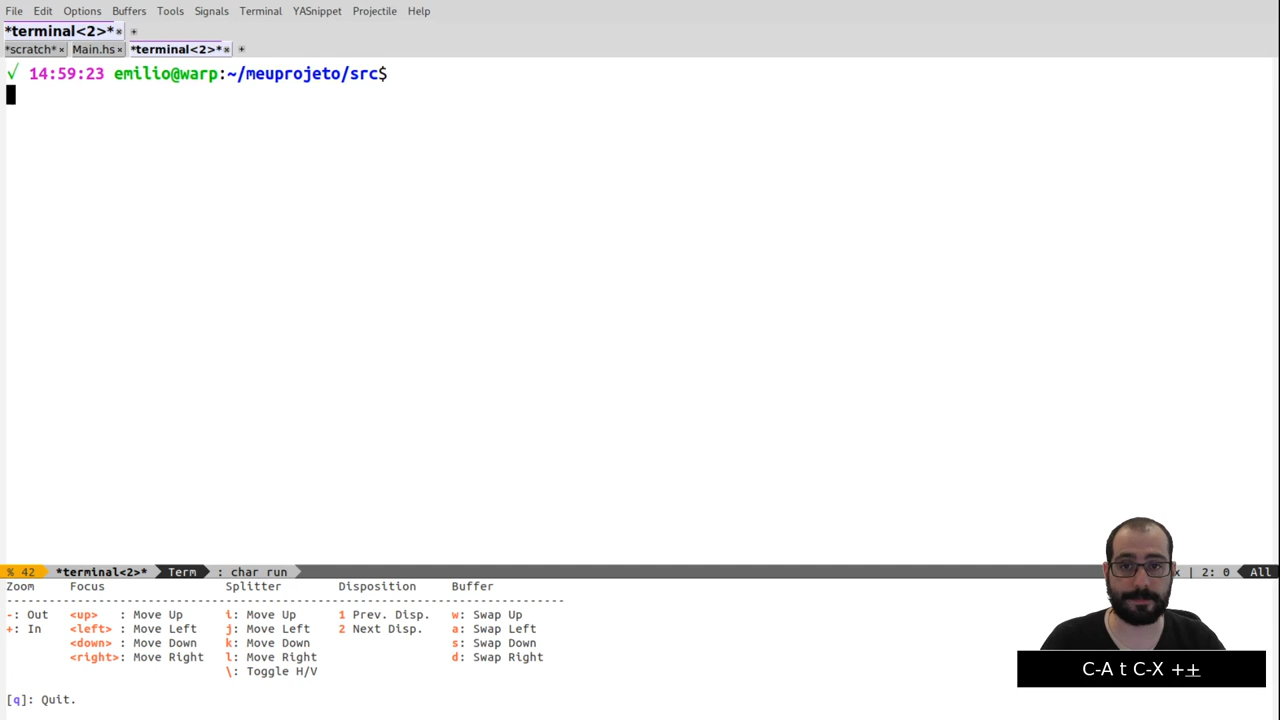 File Edit Options Buffers Tools Signals Terminal YASnippet Projectile Help
*terminal<2>*× +
*scratch*× Main.hs× *terminal<2>*× +
√ 14:59:23 emilio@warp:~/meuprojeto/src$
% 42 *terminal<2>* Term : char run x | 2: 0 All
Zoom Focus Splitter Disposition Buffer
--------------------------------------------------------------------------------
-: Out <up> : Move Up i: Move Up 1 Prev. Disp. w: Swap Up
+: In <left> : Move Left j: Move Left 2 Next Disp. a: Swap Left
<down> : Move Down k: Move Down s: Swap Down
<right>: Move Right l: Move Right d: Swap Right
\: Toggle H/V
[q]: Quit.
C-A t C-X ++